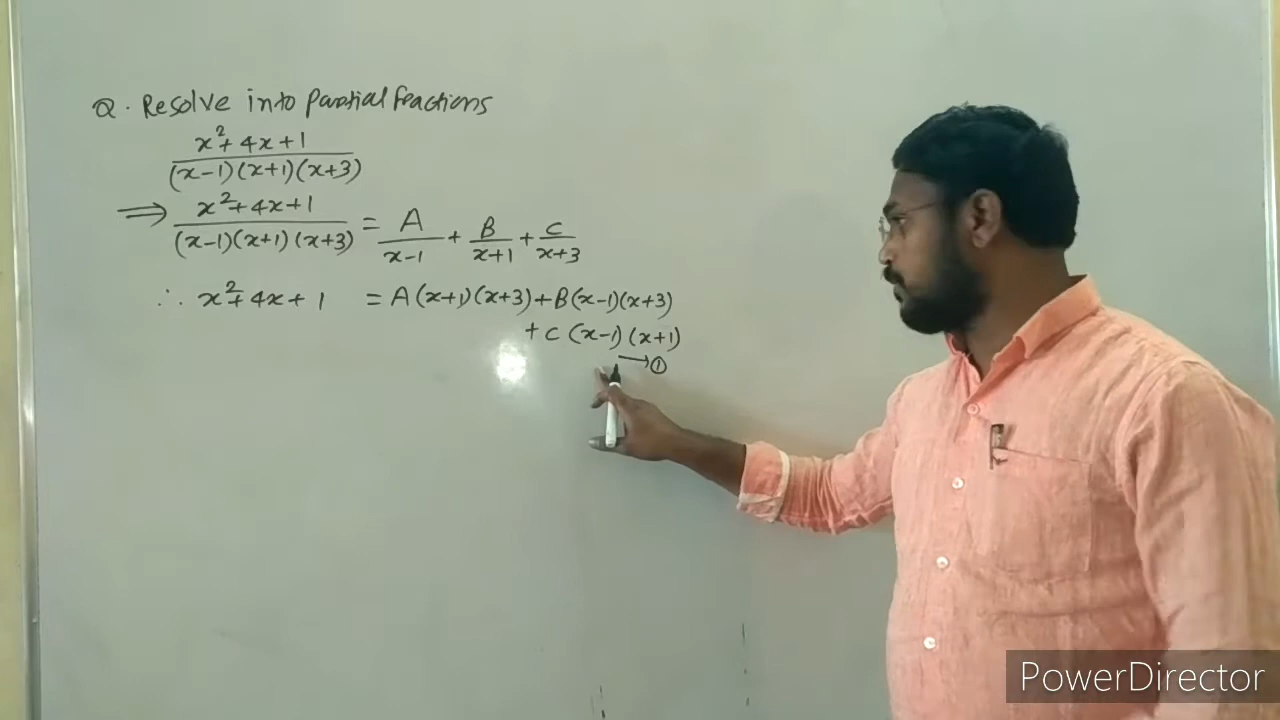 Q. Resolve into Partial fractions
x²+4x+1
(x-1)(x+1)(x+3)
⇒ x²+4x+1 / (x-1)(x+1)(x+3) = A/x-1 + B/x+1 + C/x+3
∴ x²+4x+1 = A(x+1)(x+3)+B(x-1)(x+3)
+C(x-1)(x+1)
→①
PowerDirector